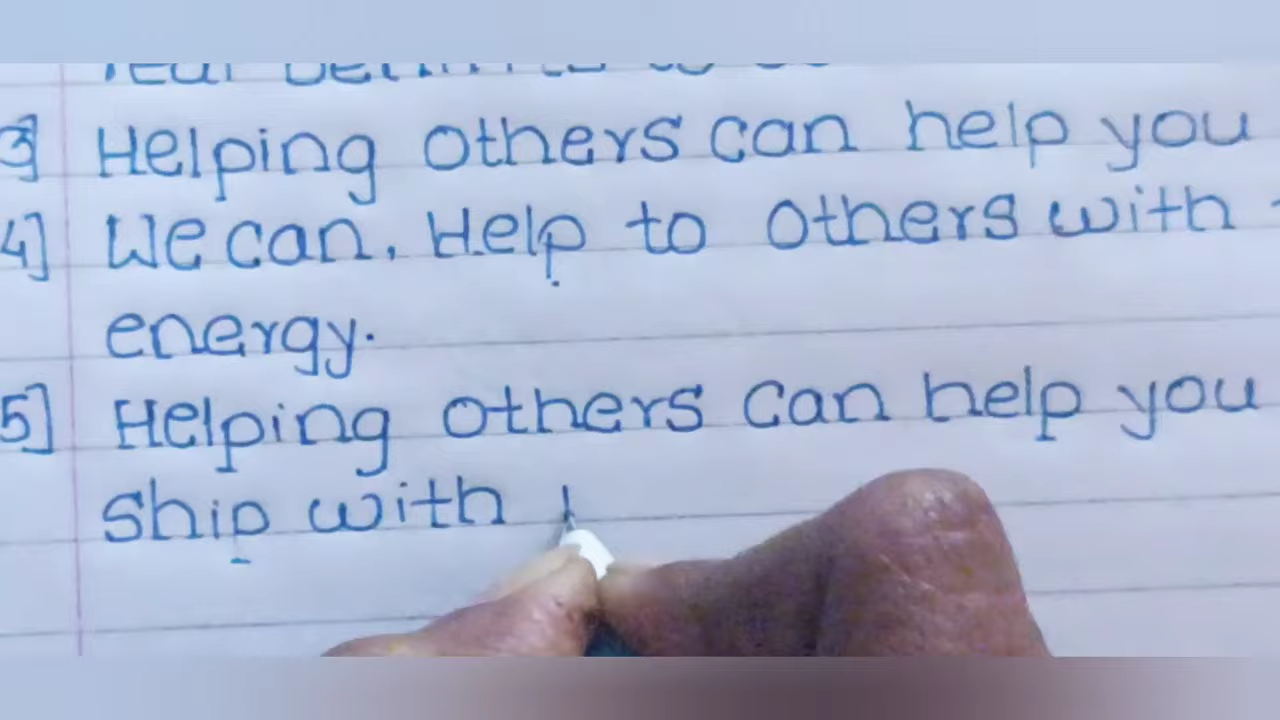 3] Helping others can help you
4] We can. Help to others with
energy.
5] Helping others can help you
ship with